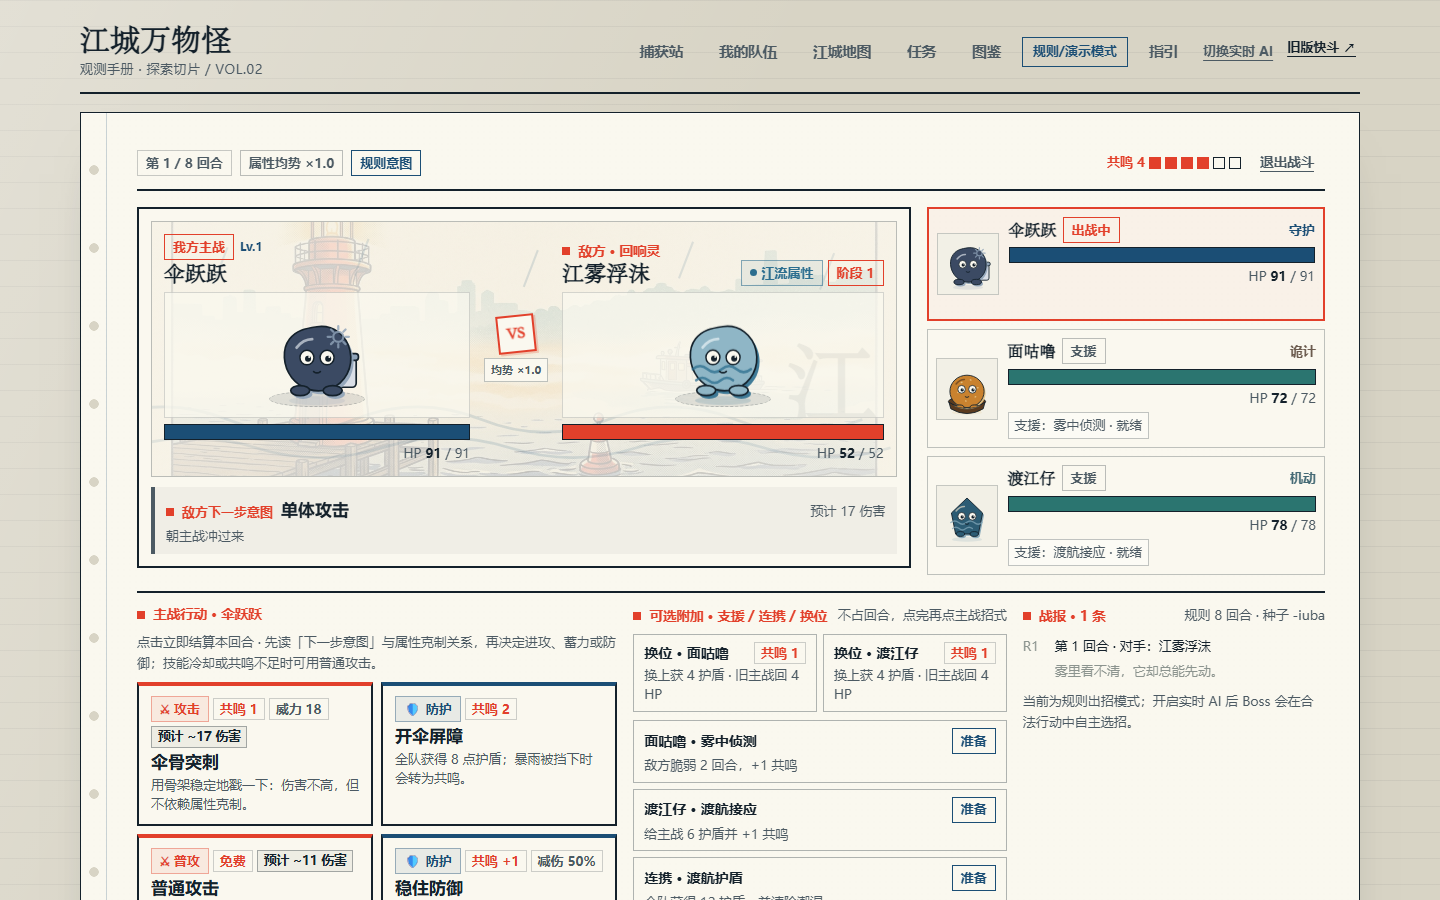 江城万物怪
观测手册 · 探索切片 / VOL.02
捕获站 我的队伍 江城地图 任务 图鉴 规则/演示模式 指引 切换实时 AI 旧版快斗 ↗
第 1 / 8 回合 属性均势 ×1.0 规则意图
共鸣 4 退出战斗
我方主战 Lv.1
伞跃跃
敌方 • 回响灵
江雾浮沫
江流属性 阶段 1
VS
均势 ×1.0
江
HP 91 / 91
HP 52 / 52
敌方下一步意图 单体攻击 预计 17 伤害
朝主战冲过来
伞跃跃 出战中 守护
HP 91 / 91
面咕噜 支援 诡计
HP 72 / 72
支援：雾中侦测 · 就绪
渡江仔 支援 机动
HP 78 / 78
支援：渡航接应 · 就绪
主战行动 • 伞跃跃
点击立即结算本回合 · 先读「下一步意图」与属性克制关系，再决定进攻、蓄力或防
御；技能冷却或共鸣不足时可用普通攻击。
攻击 共鸣 1 威力 18
预计 ~17 伤害
伞骨突刺
用骨架稳定地戳一下：伤害不高，但
不依赖属性克制。
防护 共鸣 2
开伞屏障
全队获得 8 点护盾；暴雨被挡下时
会转为共鸣。
普攻 免费 预计 ~11 伤害
普通攻击
防护 共鸣 +1 减伤 50%
稳住防御
可选附加 • 支援 / 连携 / 换位 不占回合，点完再点主战招式
换位 • 面咕噜 共鸣 1
换上获 4 护盾 · 旧主战回 4
HP
换位 • 渡江仔 共鸣 1
换上获 4 护盾 · 旧主战回 4
HP
面咕噜 • 雾中侦测 准备
敌方脆弱 2 回合，+1 共鸣
渡江仔 • 渡航接应 准备
给主战 6 护盾并 +1 共鸣
连携 • 渡航护盾 准备
战报 • 1 条 规则 8 回合 · 种子 -iuba
R1 第 1 回合 · 对手：江雾浮沫
雾里看不清，它却总能先动。
当前为规则出招模式；开启实时 AI 后 Boss 会在合
法行动中自主选招。